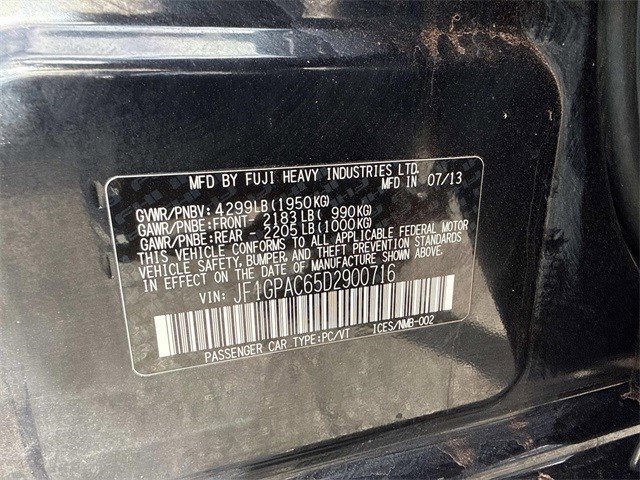 MFD BY FUJI HEAVY INDUSTRIES LTD.
MFD IN 07/13
GVWR/PNBV: 4299LB(1950KG)
GAWR/PNBE:FRONT- 2183LB( 990KG)
GAWR/PNBE:REAR - 2205LB(1000KG)
THIS VEHICLE CONFORMS TO ALL APPLICABLE FEDERAL MOTOR
VEHICLE SAFETY, BUMPER, AND THEFT PREVENTION STANDARDS
IN EFFECT ON THE DATE OF MANUFACTURE SHOWN ABOVE.
VIN: JF1GPAC65D2900716
PASSENGER CAR TYPE:PC/VT ICES/NMB-002